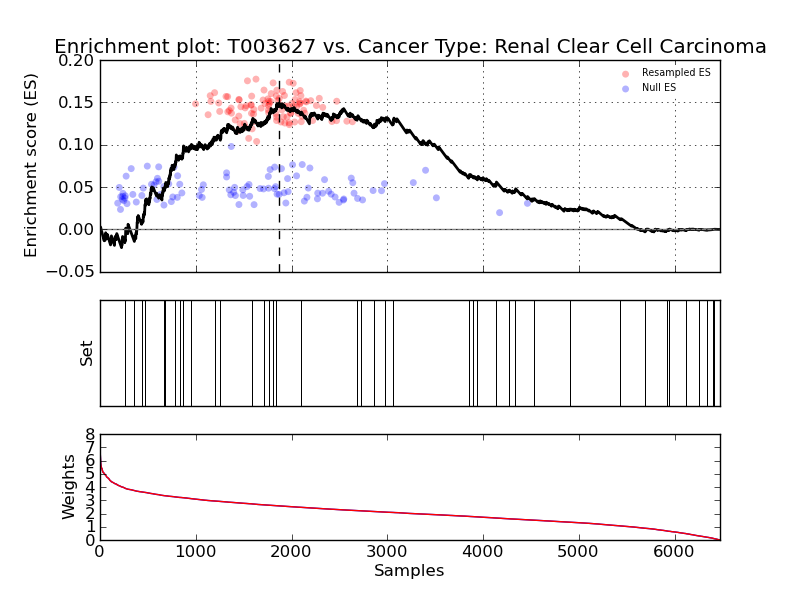 Enrichment plot: T003627 vs. Cancer Type: Renal Clear Cell Carcinoma
Enrichment score (ES)
0.20
0.15
0.10
0.05
0.00
−0.05
Resampled ES
Null ES
Set
Weights
8
7
6
5
4
3
2
1
0
0 1000 2000 3000 4000 5000 6000
Samples